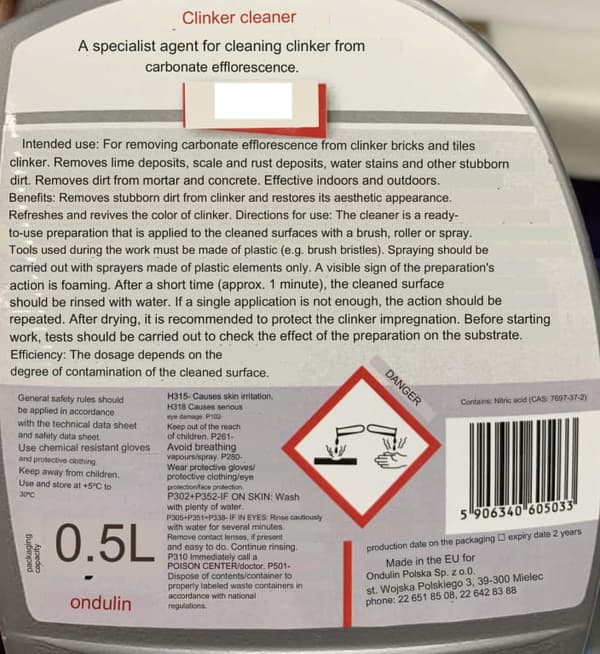 Clinker cleaner
A specialist agent for cleaning clinker from
carbonate efflorescence.
Intended use: For removing carbonate efflorescence from clinker bricks and tiles
clinker. Removes lime deposits, scale and rust deposits, water stains and other stubborn
dirt. Removes dirt from mortar and concrete. Effective indoors and outdoors.
Benefits: Removes stubborn dirt from clinker and restores its aesthetic appearance.
Refreshes and revives the color of clinker. Directions for use: The cleaner is a ready-
to-use preparation that is applied to the cleaned surfaces with a brush, roller or spray.
Tools used during the work must be made of plastic (e.g. brush bristles). Spraying should be
carried out with sprayers made of plastic elements only. A visible sign of the preparation's
action is foaming. After a short time (approx. 1 minute), the cleaned surface
should be rinsed with water. If a single application is not enough, the action should be
repeated. After drying, it is recommended to protect the clinker impregnation. Before starting
work, tests should be carried out to check the effect of the preparation on the substrate.
Efficiency: The dosage depends on the
degree of contamination of the cleaned surface.
General safety rules should
be applied in accordance
with the technical data sheet
and safety data sheet.
Use chemical resistant gloves
and protective clothing
Keep away from children.
Use and store at +5°C to
30°C
packaging
capacity
0.5L
ondulin
H315- Causes skin irritation.
H318 Causes serious
eye damage. P102-
Keep out of the reach
of children. P261-
Avoid breathing
vapours/spray. P280-
Wear protective gloves/
protective clothing/eye
protection/face protection.
P302+P352-IF ON SKIN: Wash
with plenty of water.
P305+P351+P338- IF IN EYES: Rinse cautiously
with water for several minutes.
Remove contact lenses, if present
and easy to do. Continue rinsing.
P310 Immediately call a
POISON CENTER/doctor. P501-
Dispose of contents/container to
properly labeled waste containers in
accordance with national
regulations.
DANGER
Contains: Nitric acid (CAS: 7697-37-2)
5 906340 605033
production date on the packaging ☐ expiry date 2 years
Made in the EU for
Ondulin Polska Sp. z o.0.
st. Wojska Polskiego 3, 39-300 Mielec
phone: 22 651 85 08, 22 642 83 88